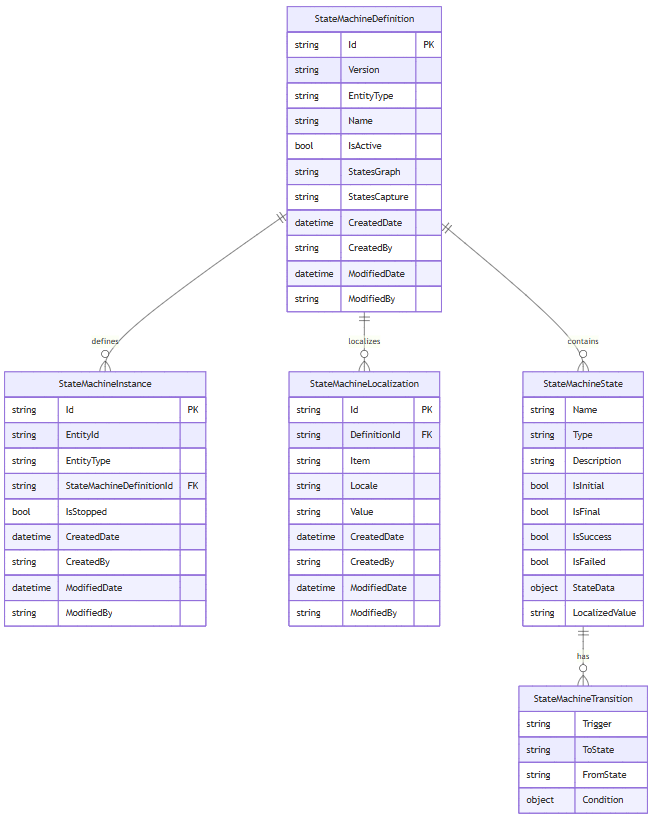 StateMachineDefinition
string Id PK
string Version
string EntityType
string Name
bool IsActive
string StatesGraph
string StatesCapture
datetime CreatedDate
string CreatedBy
datetime ModifiedDate
string ModifiedBy
defines
localizes
contains
StateMachineInstance
string Id PK
string EntityId
string EntityType
string StateMachineDefinitionId FK
bool IsStopped
datetime CreatedDate
string CreatedBy
datetime ModifiedDate
string ModifiedBy
StateMachineLocalization
string Id PK
string DefinitionId FK
string Item
string Locale
string Value
datetime CreatedDate
string CreatedBy
datetime ModifiedDate
string ModifiedBy
StateMachineState
string Name
string Type
string Description
bool IsInitial
bool IsFinal
bool IsSuccess
bool IsFailed
object StateData
string LocalizedValue
has
StateMachineTransition
string Trigger
string ToState
string FromState
object Condition